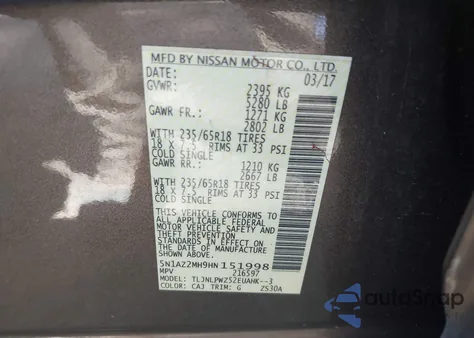 MFD BY NISSAN MOTOR CO., LTD.
DATE: 03/17
GVWR: 2395 KG
5280 LB
GAWR FR.: 1271 KG
2802 LB
WITH 235/65R18 TIRES
18 X 7.5 RIMS AT 33 PSI
COLD SINGLE
GAWR RR.: 1210 KG
2667 LB
WITH 235/65R18 TIRES
18 X 7.5 RIMS AT 33 PSI
COLD SINGLE
THIS VEHICLE CONFORMS TO
ALL APPLICABLE FEDERAL
MOTOR VEHICLE SAFETY AND
THEFT PREVENTION STANDARDS
IN EFFECT ON THE DATE OF
MANUFACTURE SHOWN ABOVE.
5N1AZ2MH9HN151998
MPV 216597
MODEL: TLJNLPWZ52EUAHK--3
COLOR: CAJ TRIM: G ZS30A
AutoSnap